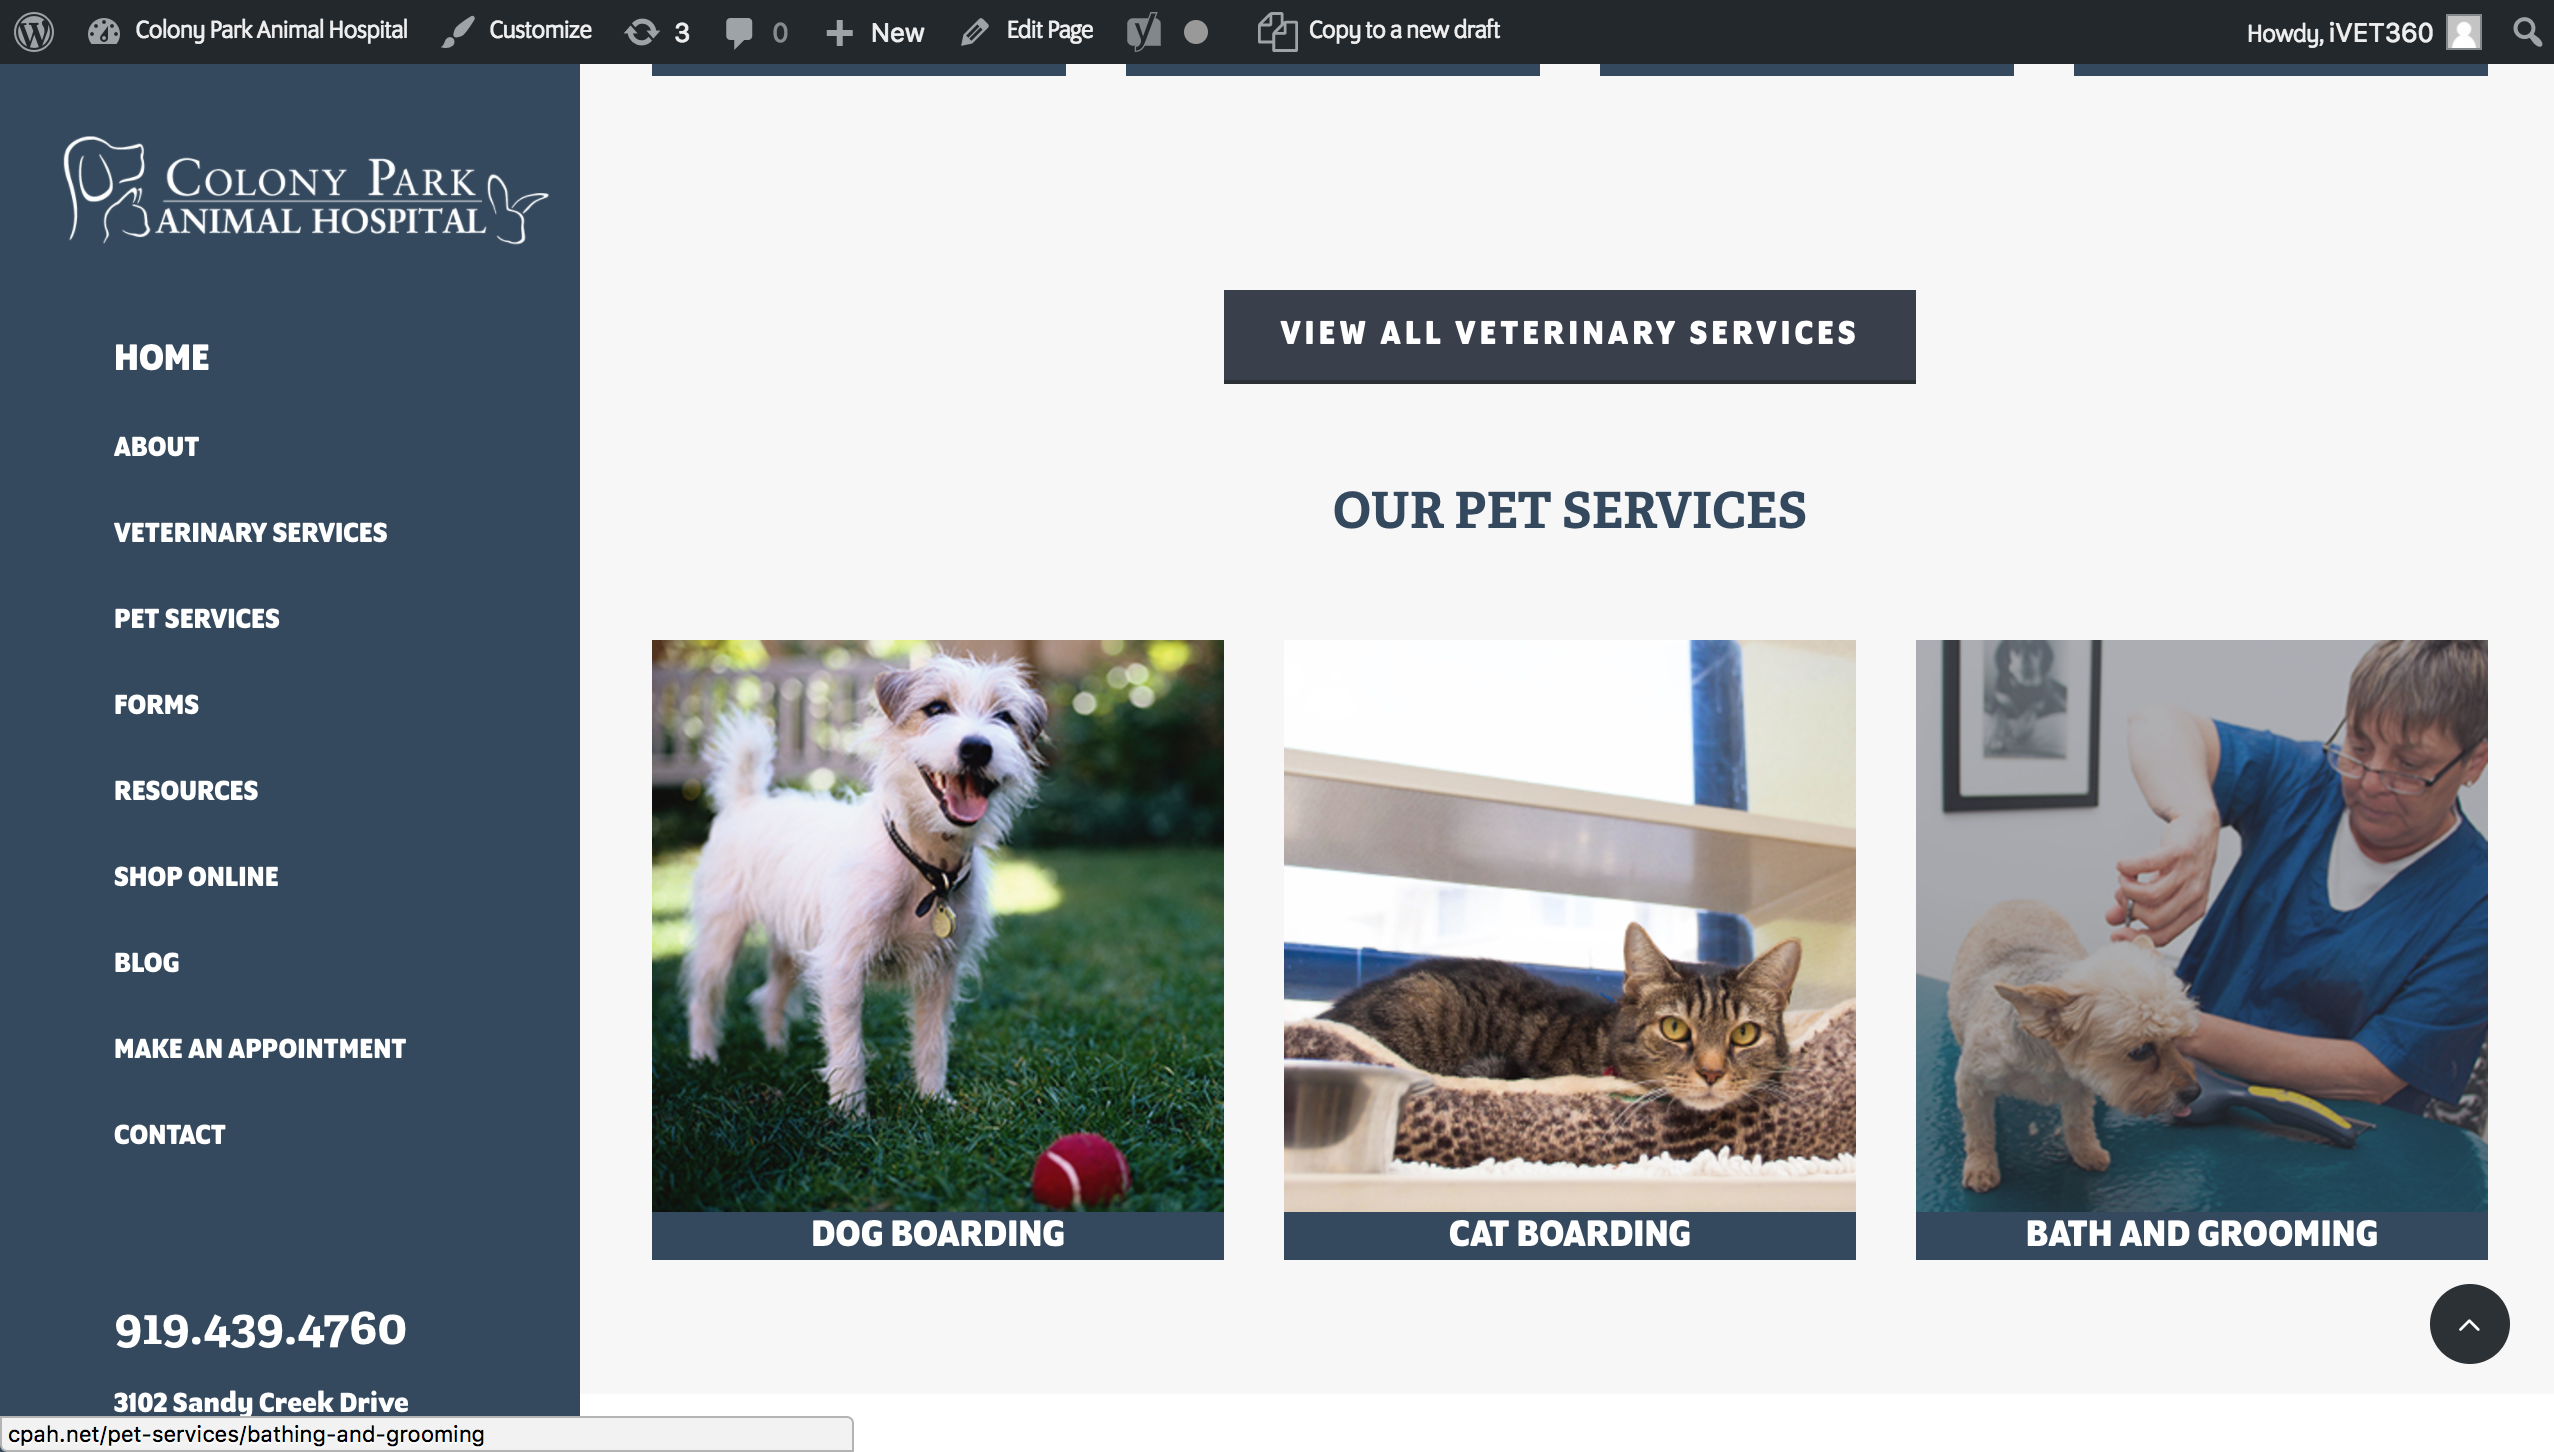 Colony Park Animal Hospital
Customize
3
0
New
Edit Page
Copy to a new draft
Howdy, iVET360
COLONY PARK
ANIMAL HOSPITAL
HOME
ABOUT
VETERINARY SERVICES
PET SERVICES
FORMS
RESOURCES
SHOP ONLINE
BLOG
MAKE AN APPOINTMENT
CONTACT
919.439.4760
3102 Sandy Creek Drive
cpah.net/pet-services/bathing-and-grooming
VIEW ALL VETERINARY SERVICES
OUR PET SERVICES
DOG BOARDING
CAT BOARDING
BATH AND GROOMING